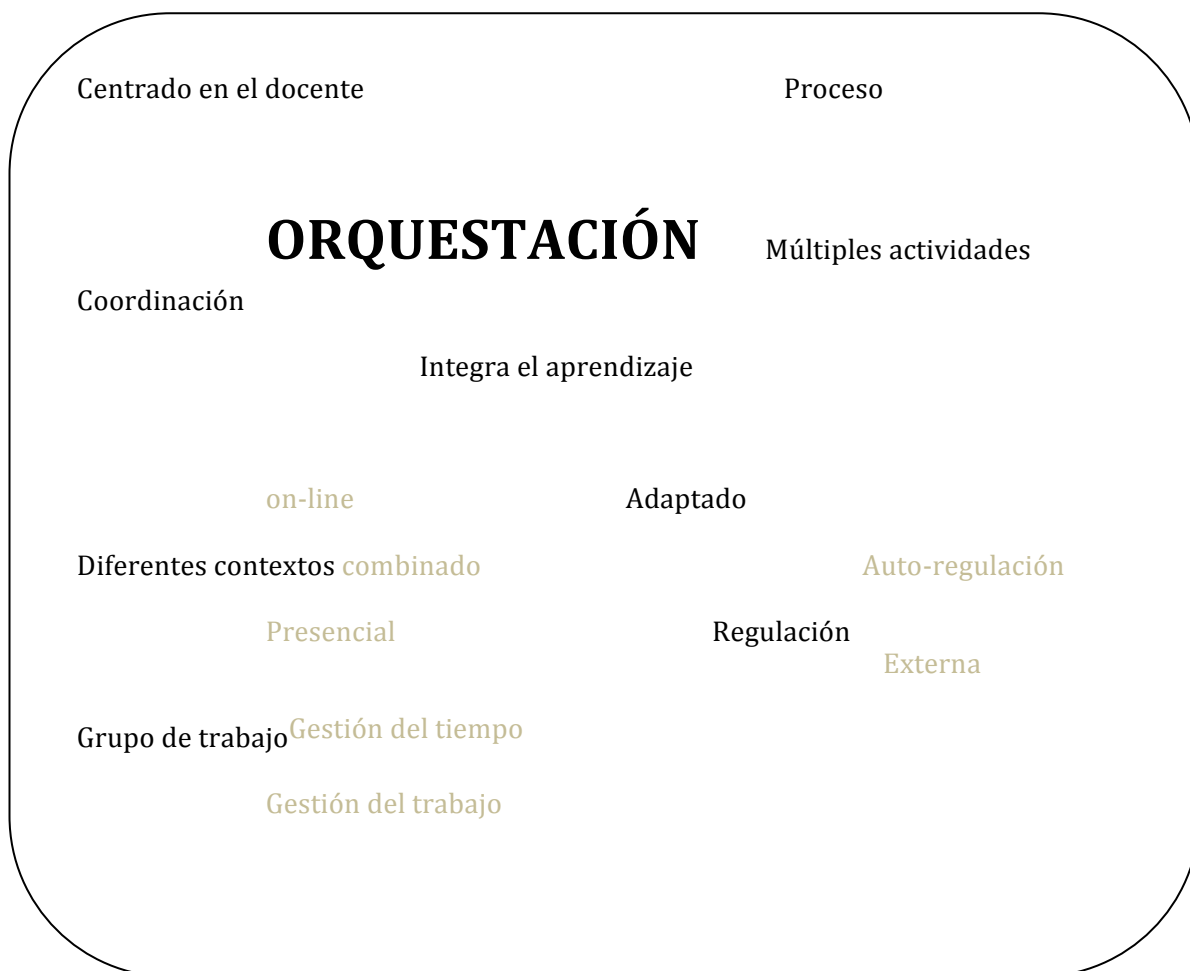 Centrado en el docente Proceso
ORQUESTACIÓN Múltiples actividades
Coordinación
Integra el aprendizaje
on-line Adaptado
Diferentes contextos combinado Auto-regulación
Presencial Regulación
Externa
Grupo de trabajo Gestión del tiempo
Gestión del trabajo